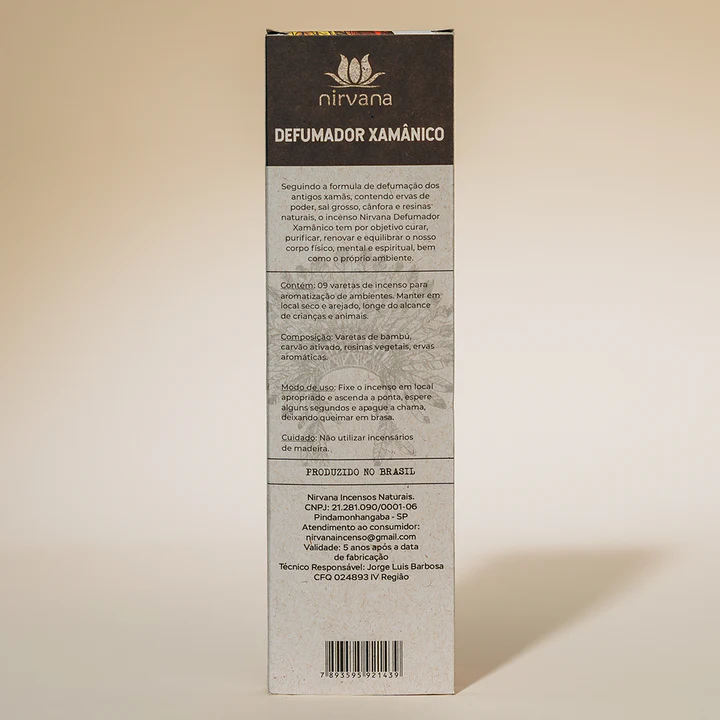 nirvana
DEFUMADOR XAMÂNICO
Seguindo a formula de defumação dos
antigos xamãs, contendo ervas de
poder, sal grosso, cânfora e resinas
naturais, o incenso Nirvana Defumador
Xamânico tem por objetivo curar,
purificar, renovar e equilibrar o nosso
corpo físico, mental e espiritual, bem
como o próprio ambiente.
Contém: 09 varetas de incenso para
aromatização de ambientes. Manter em
local seco e arejado, longe do alcance
de crianças e animais.
Composição: Varetas de bambú,
carvão ativado, resinas vegetais, ervas
aromáticas.
Modo de uso: Fixe o incenso em local
apropriado e ascenda a ponta, espere
alguns segundos e apague a chama,
deixando queimar em brasa.
Cuidado: Não utilizar incensários
de madeira.
PRODUZIDO NO BRASIL
Nirvana Incensos Naturais.
CNPJ: 21.281.090/0001-06
Pindamonhangaba - SP
Atendimento ao consumidor:
nirvanaincenso@gmail.com
Validade: 5 anos após a data
de fabricação
Técnico Responsável: Jorge Luis Barbosa
CFQ 024893 IV Região
7 893595 921439